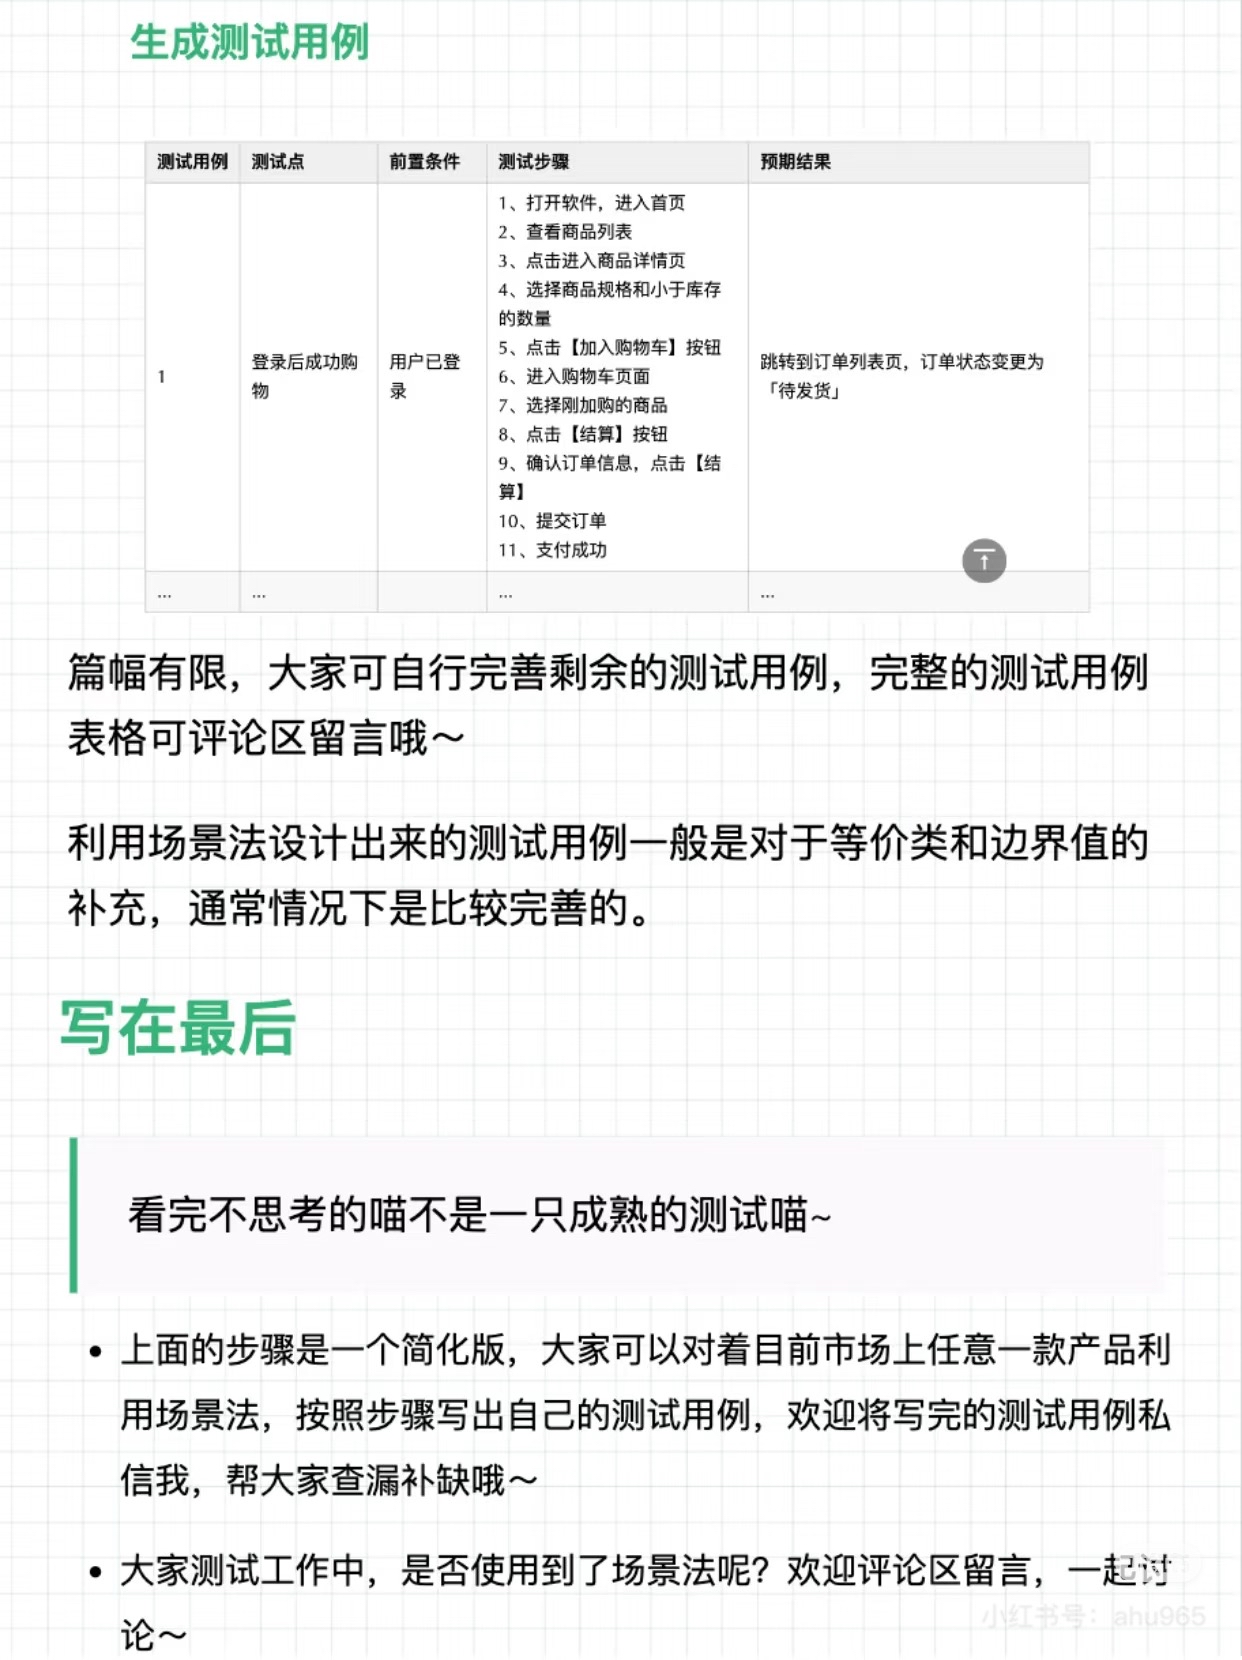 生成测试用例
测试用例 测试点 前置条件 测试步骤 预期结果
1 登录后成功购物 用户已登录
1、打开软件，进入首页
2、查看商品列表
3、点击进入商品详情页
4、选择商品规格和小于库存
的数量
5、点击【加入购物车】按钮
6、进入购物车页面
7、选择刚加购的商品
8、点击【结算】按钮
9、确认订单信息，点击【结
算】
10、提交订单
11、支付成功
跳转到订单列表页，订单状态变更为
「待发货」
... ... ... ...
篇幅有限，大家可自行完善剩余的测试用例，完整的测试用例
表格可评论区留言哦～
利用场景法设计出来的测试用例一般是对于等价类和边界值的
补充，通常情况下是比较完善的。
写在最后
看完不思考的喵不是一只成熟的测试喵~
• 上面的步骤是一个简化版，大家可以对着目前市场上任意一款产品利
用场景法，按照步骤写出自己的测试用例，欢迎将写完的测试用例私
信我，帮大家查漏补缺哦～
• 大家测试工作中，是否使用到了场景法呢？欢迎评论区留言，一起讨
论～
小红书号：ahu965